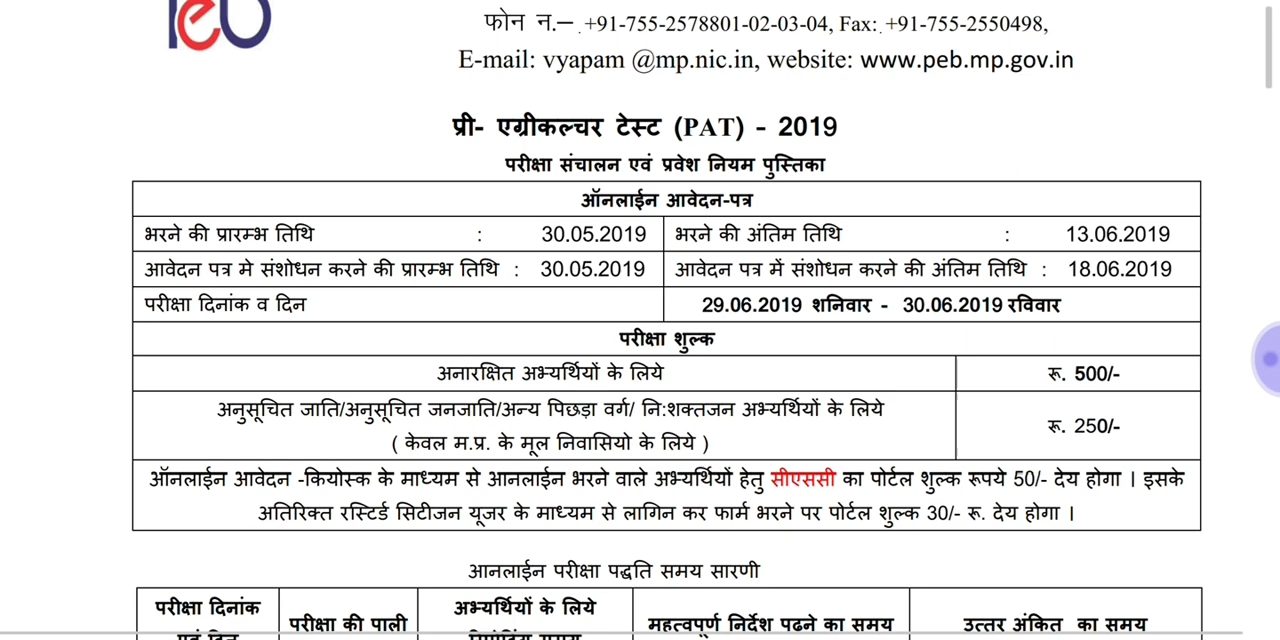 peb
फोन न.– +91-755-2578801-02-03-04, Fax: +91-755-2550498,
E-mail: vyapam @mp.nic.in, website: www.peb.mp.gov.in
प्री- एग्रीकल्चर टेस्ट (PAT) - 2019
परीक्षा संचालन एवं प्रवेश नियम पुस्तिका
ऑनलाईन आवेदन-पत्र
भरने की प्रारम्भ तिथि : 30.05.2019 भरने की अंतिम तिथि : 13.06.2019
आवेदन पत्र मे संशोधन करने की प्रारम्भ तिथि : 30.05.2019 आवेदन पत्र में संशोधन करने की अंतिम तिथि : 18.06.2019
परीक्षा दिनांक व दिन 29.06.2019 शनिवार - 30.06.2019 रविवार
परीक्षा शुल्क
अनारक्षित अभ्यर्थियों के लिये रू. 500/-
अनुसूचित जाति/अनुसूचित जनजाति/अन्य पिछड़ा वर्ग/ नि:शक्तजन अभ्यर्थियों के लिये
( केवल म.प्र. के मूल निवासियो के लिये ) रू. 250/-
ऑनलाईन आवेदन -कियोस्क के माध्यम से आनलाईन भरने वाले अभ्यर्थियों हेतु सीएससी का पोर्टल शुल्क रूपये 50/- देय होगा । इसके
अतिरिक्त रस्टिर्ड सिटीजन यूजर के माध्यम से लागिन कर फार्म भरने पर पोर्टल शुल्क 30/- रू. देय होगा ।
आनलाईन परीक्षा पद्धति समय सारणी
परीक्षा दिनांक परीक्षा की पाली अभ्यर्थियों के लिये महत्वपूर्ण निर्देश पढने का समय उत्तर अंकित का समय